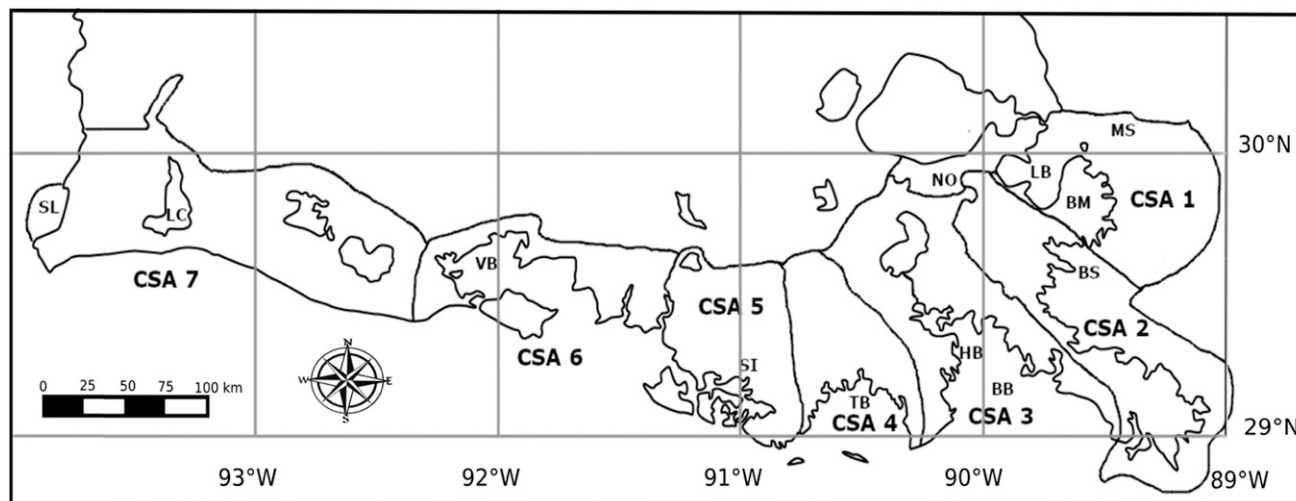 MS
30°N
LB
NO
SL
LC
BM
CSA 1
VB
BS
CSA 7
CSA 5
CSA 2
CSA 6
N
W E
S
SI
HB
BB
0 25 50 75 100 km
TB
CSA 4
CSA 3
29°N
93°W 92°W 91°W 90°W 89°W